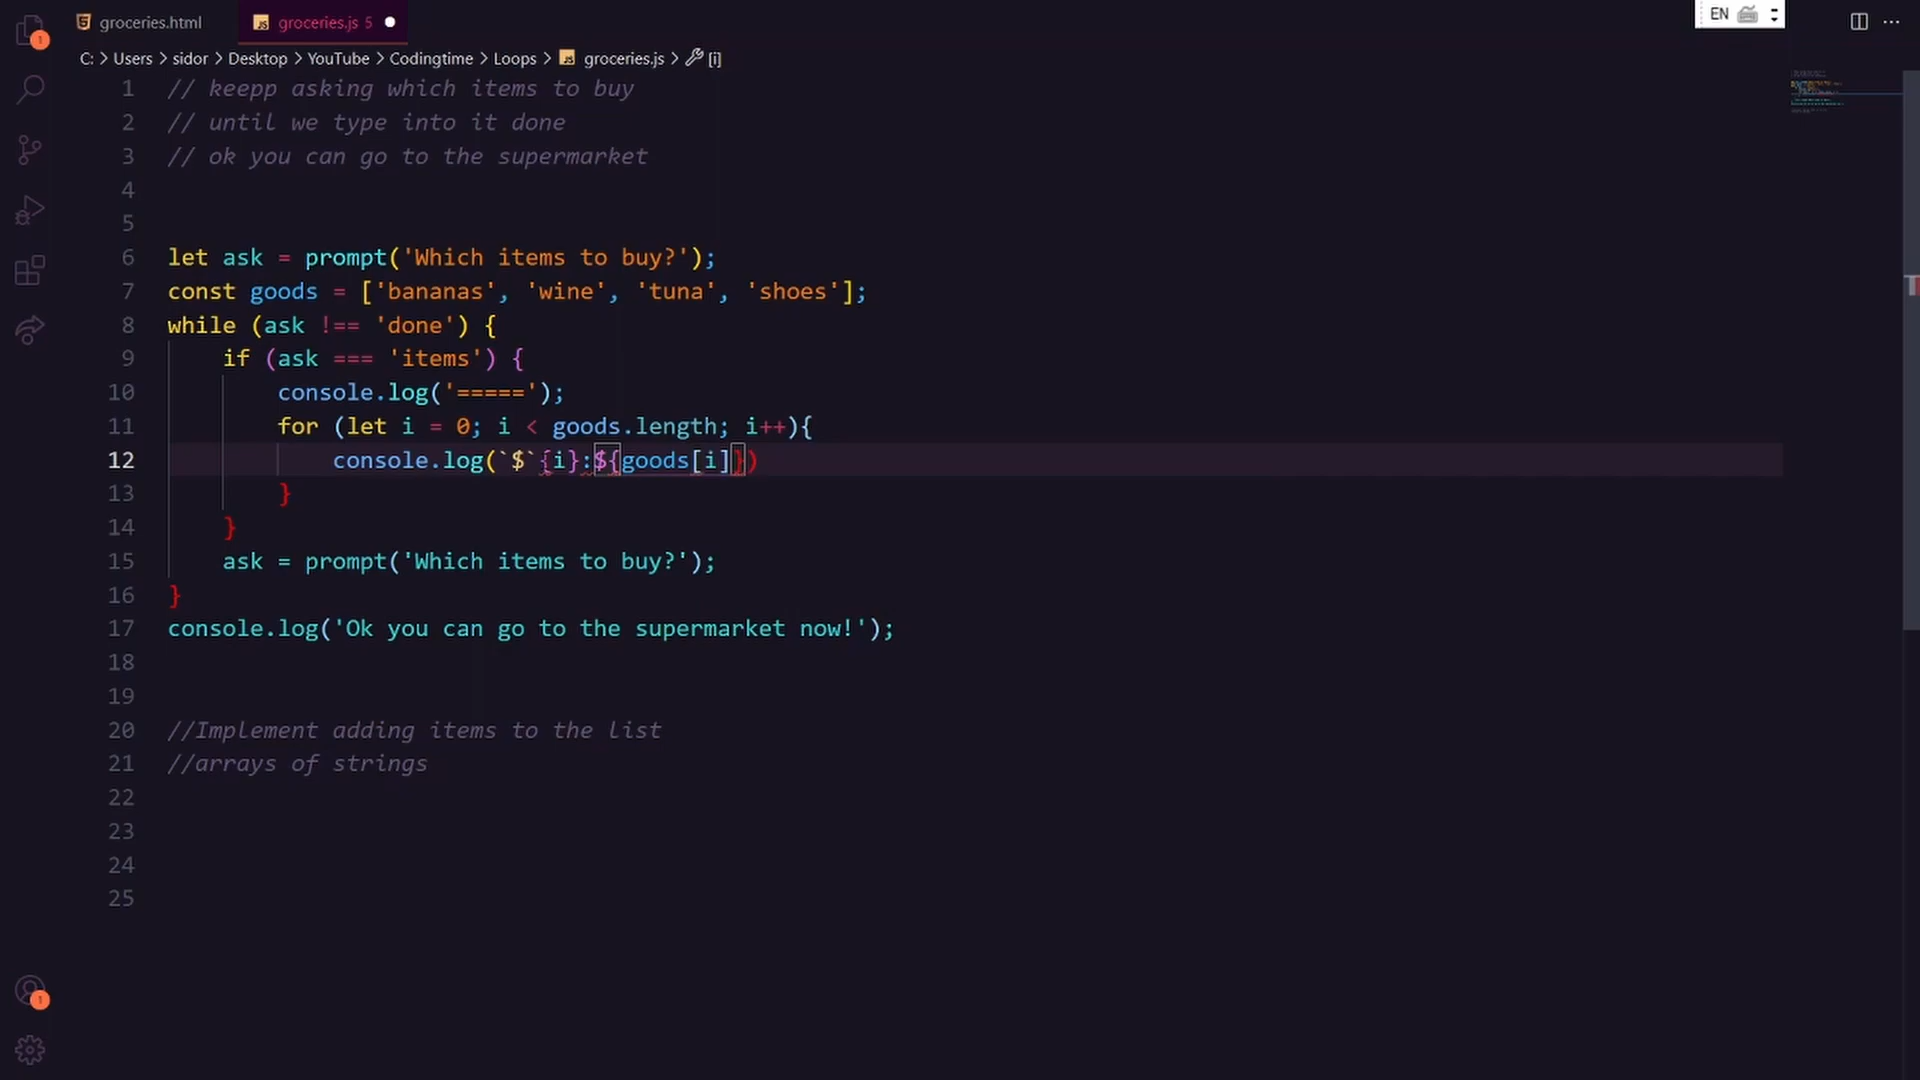 groceries.html
groceries.js 5
EN
C: > Users > sidor > Desktop > YouTube > Codingtime > Loops > groceries.js > [i]
1 // keepp asking which items to buy
2 // until we type into it done
3 // ok you can go to the supermarket
4
5
6 let ask = prompt('Which items to buy?');
7 const goods = ['bananas', 'wine', 'tuna', 'shoes'];
8 while (ask !== 'done') {
9 if (ask === 'items') {
10 console.log('=====');
11 for (let i = 0; i < goods.length; i++){
12 console.log(`$`{i}:${goods[i]})
13 }
14 }
15 ask = prompt('Which items to buy?');
16 }
17 console.log('Ok you can go to the supermarket now!');
18
19
20 //Implement adding items to the list
21 //arrays of strings
22
23
24
25
1
1